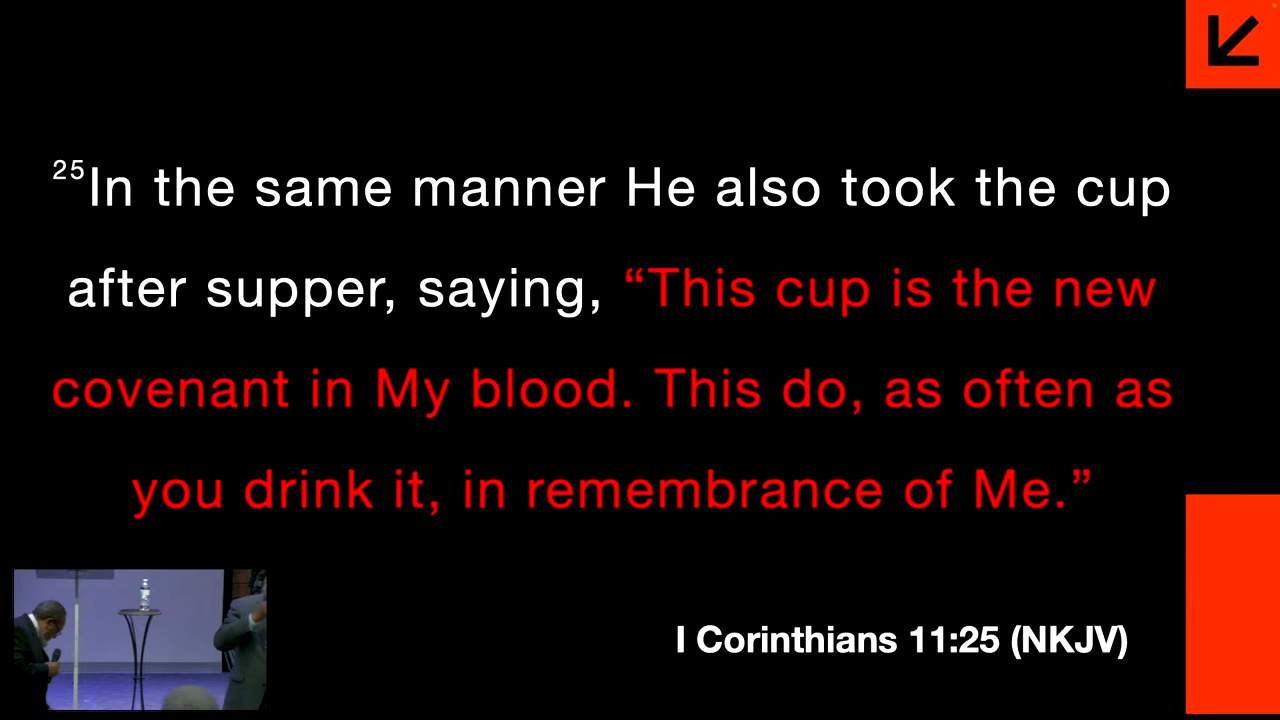 25In the same manner He also took the cup
after supper, saying, “This cup is the new
covenant in My blood. This do, as often as
you drink it, in remembrance of Me.”
I Corinthians 11:25 (NKJV)